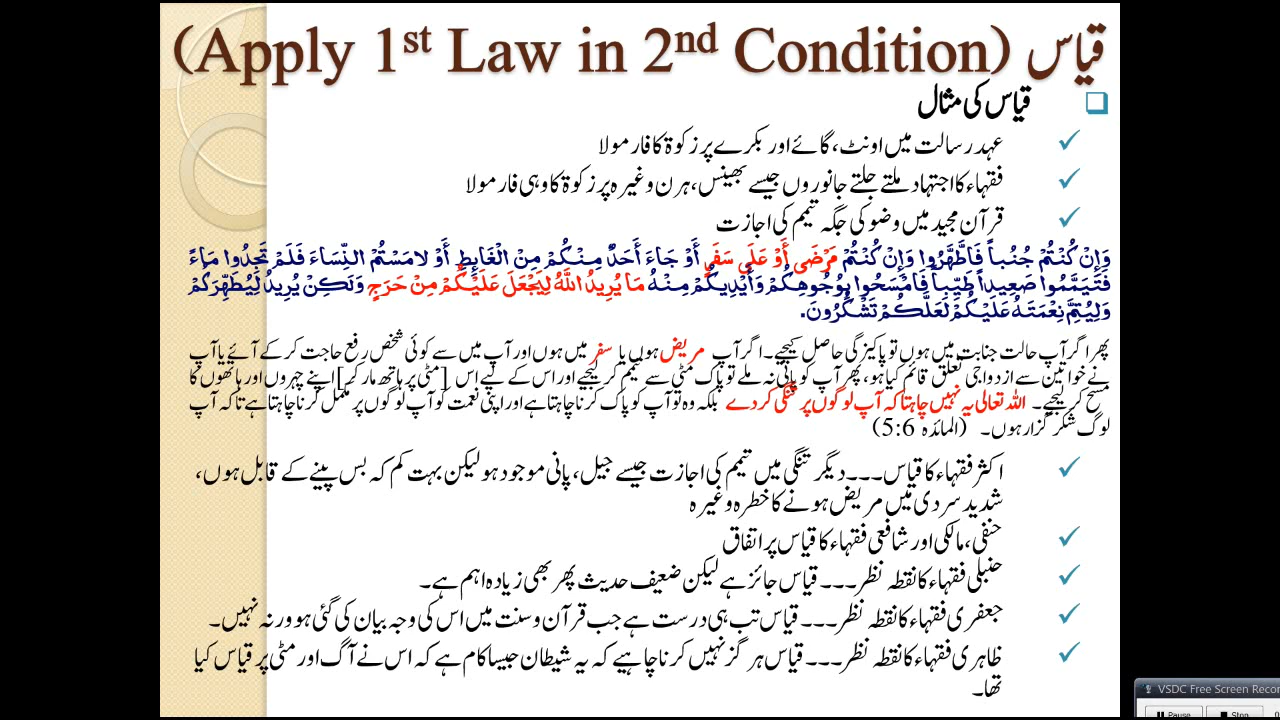 قیاس (Apply 1st Law in 2nd Condition)
قیاس کی مثال
عہد رسالت میں اونٹ، گائے اور بکرے پر زکوۃ کا فارمولا
فقہاء کا اجتہاد ملتے جلتے جانوروں جیسے بھینس، ہرن وغیرہ پر زکوۃ کا وہی فارمولا
قرآن مجید میں وضو کی جگہ تیمم کی اجازت
وَإِنْ كُنتُمْ جُنُباً فَاطَّهَّرُوا وَإِنْ كُنتُمْ مَرْضَى أَوْ عَلَى سَفَرٍ أَوْ جَاءَ أَحَدٌ مِنْكُمْ مِنْ الْغَائِطِ أَوْ لامَسْتُمْ النِّسَاءَ فَلَمْ تَجِدُوا مَاءً
فَتَيَمَّمُوا صَعِيداً طَيِّباً فَامْسَحُوا بِوُجُوهِكُمْ وَأَيْدِيكُمْ مِنْهُ مَا يُرِيدُ اللَّهُ لِيَجْعَلَ عَلَيْكُمْ مِنْ حَرَجٍ وَلَكِنْ يُرِيدُ لِيُطَهِّرَكُمْ
وَلِيُتِمَّ نِعْمَتَهُ عَلَيْكُمْ لَعَلَّكُمْ تَشْكُرُونَ.
پھر اگر آپ حالت جنابت میں ہوں تو پاکیزگی حاصل کیجیے۔ اگر آپ مریض ہوں یا سفر میں ہوں اور آپ میں سے کوئی شخص رفع حاجت کر کے آئے یا آپ
نے خواتین سے ازدواجی تعلق قائم کیا ہو، پھر آپ کو پانی نہ ملے تو پاک مٹی سے تیمم کر لیجیے اور اس کے لیے اس [مٹی پر ہاتھ مار کر] اپنے چہروں اور ہاتھوں کا
مسح کر لیجیے۔ اللہ تعالی یہ نہیں چاہتا کہ آپ لوگوں پر تنگی کر دے بلکہ وہ تو آپ کو پاک کرنا چاہتا ہے اور اپنی نعمت کو آپ لوگوں پر مکمل کرنا چاہتا ہے تاکہ آپ
لوگ شکر گزار ہوں۔ (المائدہ 5:6)
اکثر فقہاء کا قیاس۔۔۔ دیگر تنگی میں تیمم کی اجازت جیسے جیل، پانی موجود ہو لیکن بہت کم کہ بس پینے کے قابل ہوں،
شدید سردی میں مریض ہونے کا خطرہ وغیرہ
حنفی، مالکی اور شافعی فقہاء کا قیاس پر اتفاق
حنبلی فقہاء کا نقطہ نظر۔۔۔ قیاس جائز ہے لیکن ضعیف حدیث پھر بھی زیادہ اہم ہے۔
جعفری فقہاء کا نقطہ نظر۔۔۔ قیاس تب ہی درست ہے جب قرآن و سنت میں اس کی وجہ بیان کی گئی ہو ورنہ نہیں۔
ظاہری فقہاء کا نقطہ نظر۔۔۔ قیاس ہرگز نہیں کرنا چاہیے کہ یہ شیطان جیسا کام ہے کہ اس نے آگ اور مٹی پر قیاس کیا
تھا۔
VSDC Free Screen Recor
Pause Stop